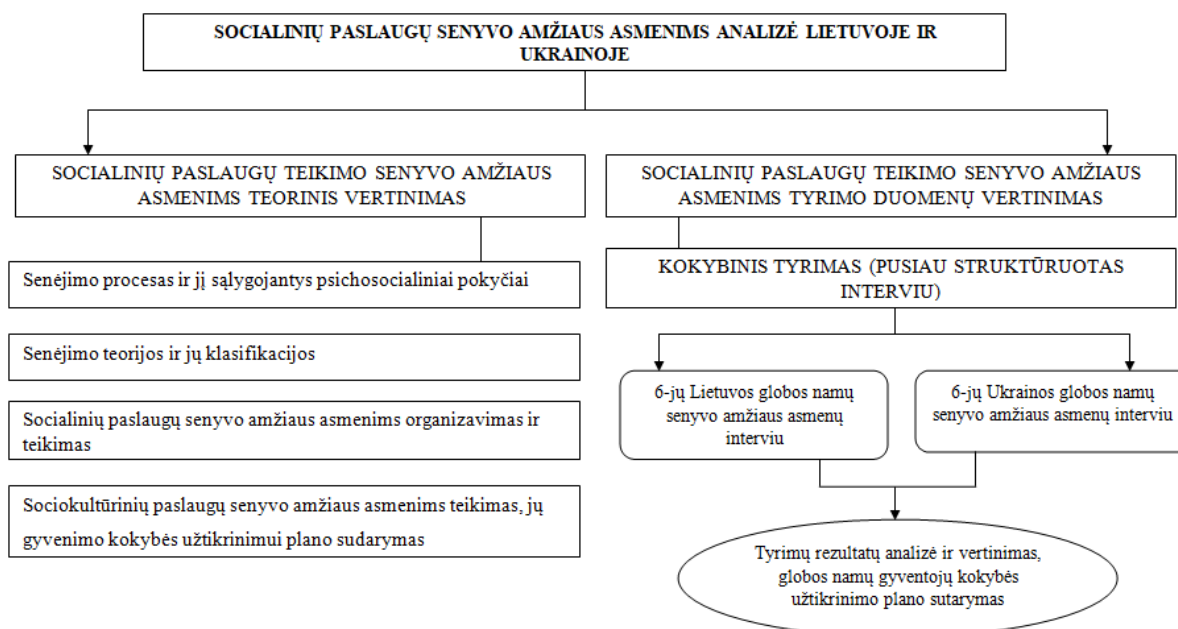 SOCIALINIŲ PASLAUGŲ SENYVO AMŽIAUS ASMENIMS ANALIZĖ LIETUVOJE IR
UKRAINOJE
SOCIALINIŲ PASLAUGŲ TEIKIMO SENYVO AMŽIAUS
ASMENIMS TEORINIS VERTINIMAS
Senėjimo procesas ir jį sąlygojantys psichosocialiniai pokyčiai
Senėjimo teorijos ir jų klasifikacijos
Socialinių paslaugų senyvo amžiaus asmenims organizavimas ir
teikimas
Sociokultūrinių paslaugų senyvo amžiaus asmenims teikimas, jų
gyvenimo kokybės užtikrinimui plano sudarymas
SOCIALINIŲ PASLAUGŲ TEIKIMO SENYVO AMŽIAUS
ASMENIMS TYRIMO DUOMENŲ VERTINIMAS
KOKYBINIS TYRIMAS (PUSIAU STRUKTŪRUOTAS
INTERVIU)
6-jų Lietuvos globos namų
senyvo amžiaus asmenų
interviu
6-jų Ukrainos globos namų
senyvo amžiaus asmenų interviu
Tyrimų rezultatų analizė ir vertinimas,
globos namų gyventojų kokybės
užtikrinimo plano sutarymas